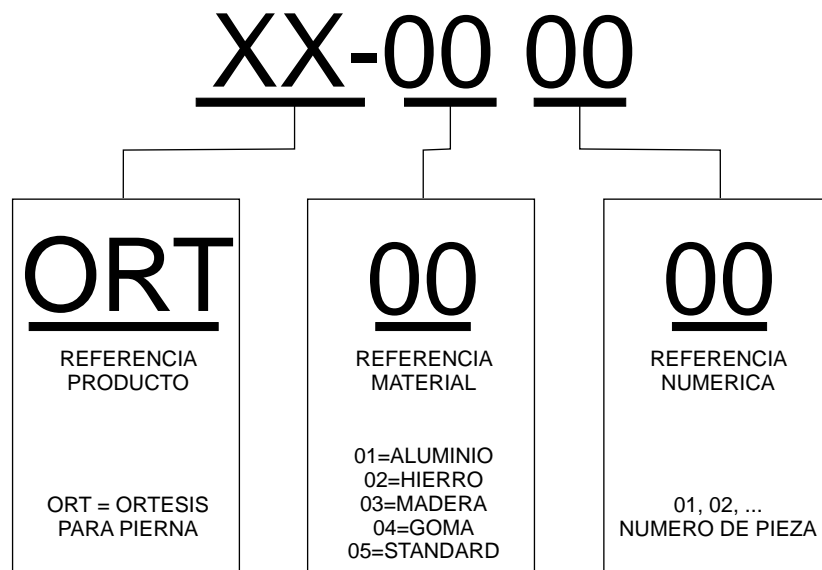 XX-00 00
ORT
REFERENCIA
PRODUCTO
ORT = ORTESIS
PARA PIERNA
00
REFERENCIA
MATERIAL
01=ALUMINIO
02=HIERRO
03=MADERA
04=GOMA
05=STANDARD
00
REFERENCIA
NUMERICA
01, 02, ...
NUMERO DE PIEZA